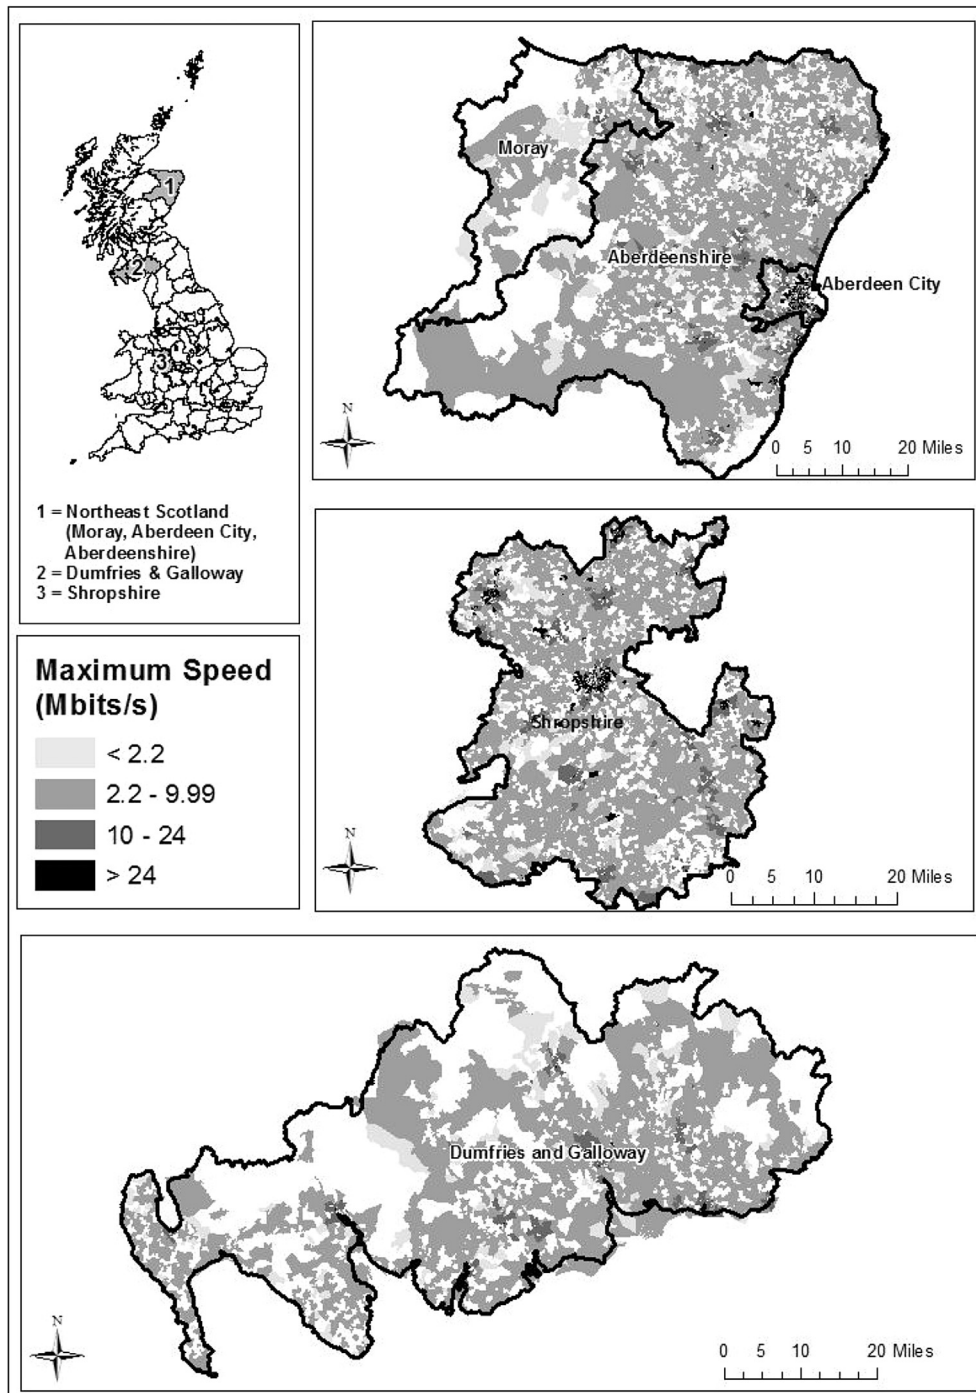 1
2
3
1 = Northeast Scotland
(Moray, Aberdeen City,
Aberdeenshire)
2 = Dumfries & Galloway
3 = Shropshire
Maximum Speed
(Mbits/s)
< 2.2
2.2 - 9.99
10 - 24
> 24
Moray
Aberdeenshire
Aberdeen City
N
0 5 10 20 Miles
Shropshire
N
0 5 10 20 Miles
Dumfries and Galloway
N
0 5 10 20 Miles